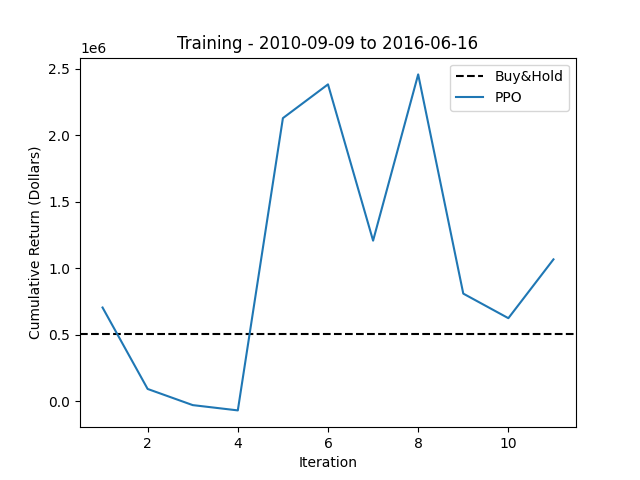 Training - 2010-09-09 to 2016-06-16
1e6
2.5
2.0
1.5
1.0
0.5
0.0
Cumulative Return (Dollars)
Buy&Hold
PPO
2 4 6 8 10
Iteration